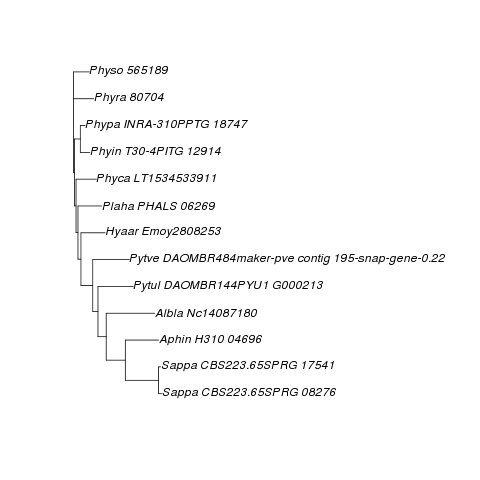 Physo 565189
Phyra 80704
Phypa INRA-310PPTG 18747
Phyin T30-4PITG 12914
Phyca LT1534533911
Plaha PHALS 06269
Hyaar Emoy2808253
Pytve DAOMBR484maker-pve contig 195-snap-gene-0.22
Pytul DAOMBR144PYU1 G000213
Albla Nc14087180
Aphin H310 04696
Sappa CBS223.65SPRG 17541
Sappa CBS223.65SPRG 08276